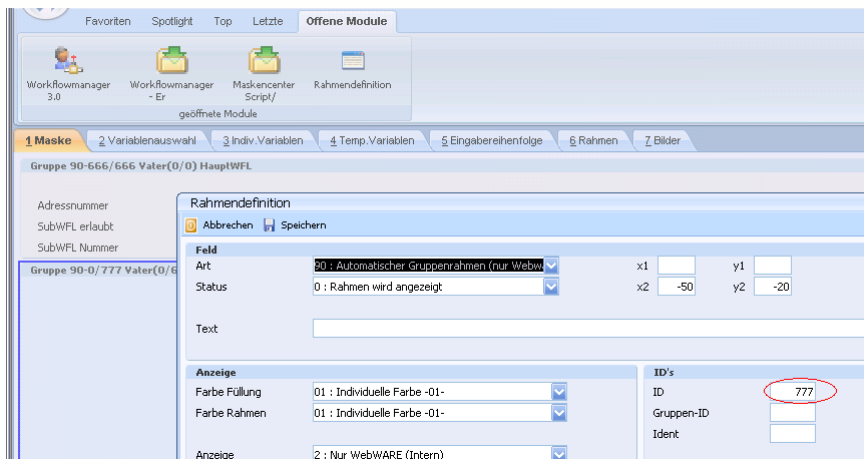 Favoriten Spotlight Top Letzte Offene Module
Workflowmanager 3.0
Workflowmanager - Er
Maskencenter Script/
Rahmendefinition
geöffnete Module
1 Maske 2 Variablenauswahl 3 Indiv.Variablen 4 Temp.Variablen 5 Eingabereihenfolge 6 Rahmen 7 Bilder
Gruppe 90-666/666 Vater(0/0) HauptWFL
Adressnummer
SubWFL erlaubt
SubWFL Nummer
Gruppe 90-0/777 Vater(0/6
Rahmendefinition
Abbrechen Speichern
Feld
Art 90 : Automatischer Gruppenrahmen (nur Webw. x1 y1
Status 0 : Rahmen wird angezeigt x2 -50 y2 -20
Text
Anzeige ID's
Farbe Füllung 01 : Individuelle Farbe -01- ID 777
Farbe Rahmen 01 : Individuelle Farbe -01- Gruppen-ID
Ident
Anzeige 2 : Nur WebWARE (Intern)